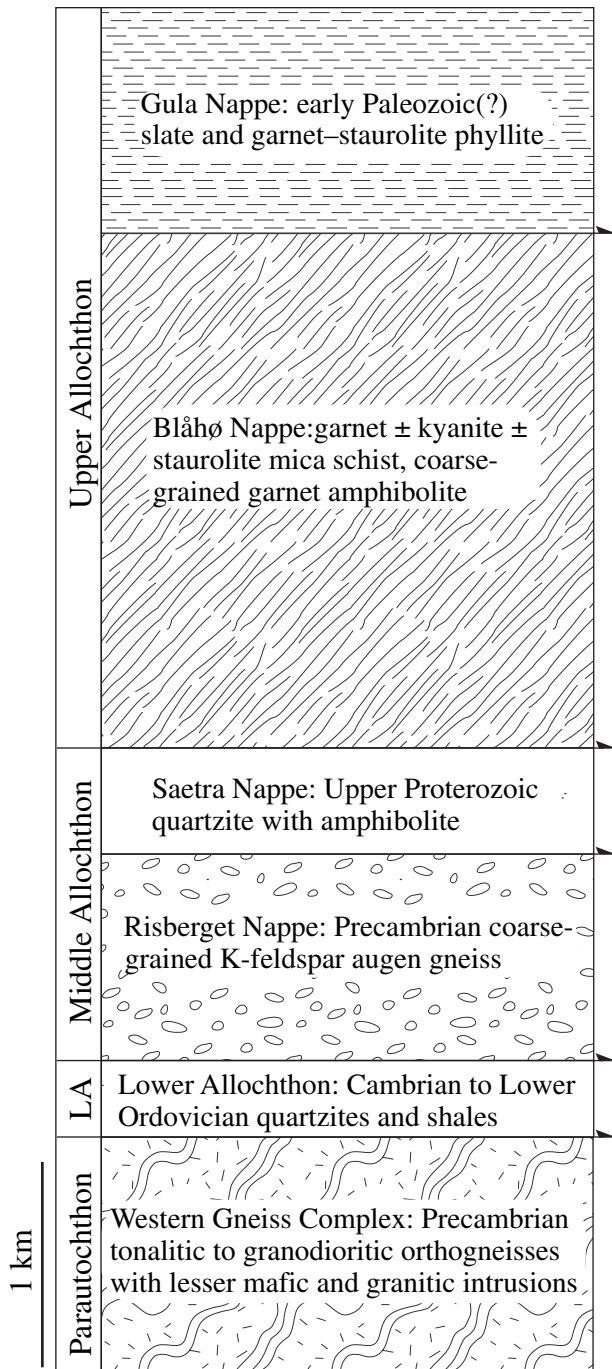 Upper Allochthon
Gula Nappe: early Paleozoic(?)
slate and garnet–staurolite phyllite
Blåhø Nappe:garnet ± kyanite ±
staurolite mica schist, coarse-
grained garnet amphibolite
Middle Allochthon
Saetra Nappe: Upper Proterozoic
quartzite with amphibolite
Risberget Nappe: Precambrian coarse-
grained K-feldspar augen gneiss
LA
Lower Allochthon: Cambrian to Lower
Ordovician quartzites and shales
Parautochthon
Western Gneiss Complex: Precambrian
tonalitic to granodioritic orthogneisses
with lesser mafic and granitic intrusions
1 km